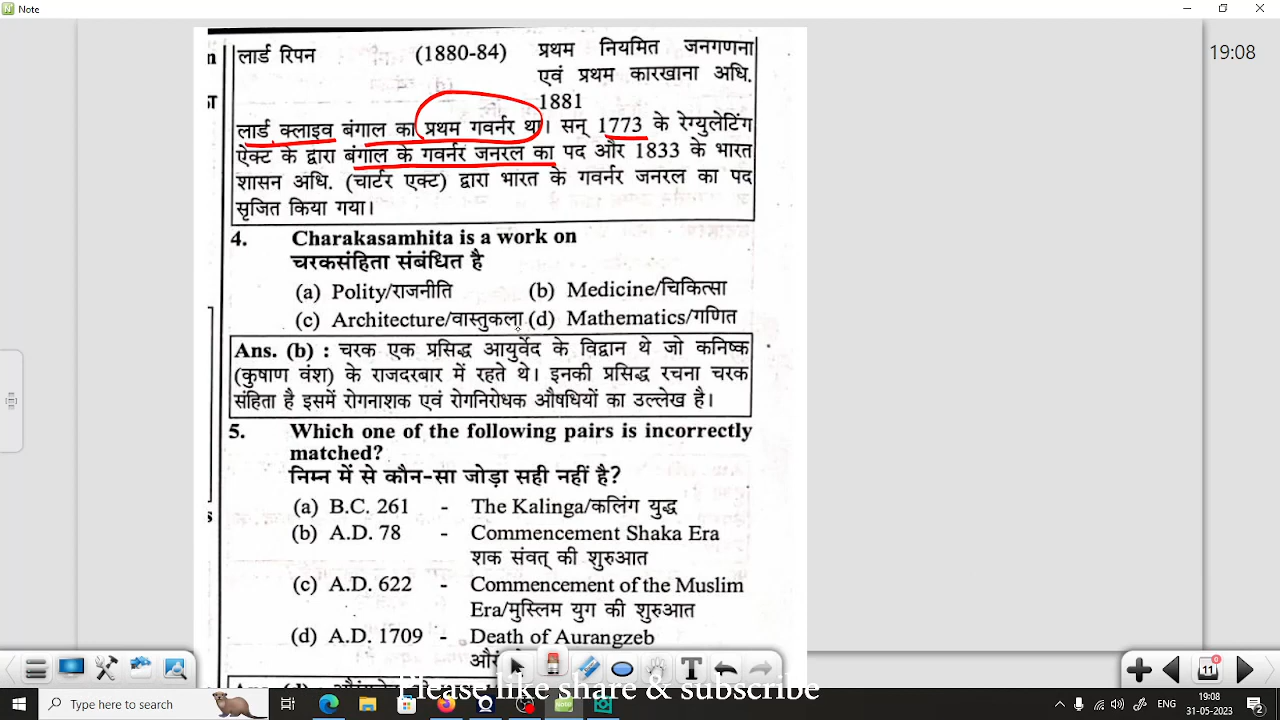 Note
19:08
लार्ड रिपन (1880-84) प्रथम नियमित जनगणना
एवं प्रथम कारखाना अधि.
1881
लार्ड क्लाइव बंगाल का प्रथम गवर्नर था। सन् 1773 के रेग्युलेटिंग
ऐक्ट के द्वारा बंगाल के गवर्नर जनरल का पद और 1833 के भारत
शासन अधि. (चार्टर एक्ट) द्वारा भारत के गवर्नर जनरल का पद
सृजित किया गया।
4. Charakasamhita is a work on
चरकसंहिता संबंधित है
(a) Polity/राजनीति (b) Medicine/चिकित्सा
(c) Architecture/वास्तुकला (d) Mathematics/गणित
Ans. (b) : चरक एक प्रसिद्ध आयुर्वेद के विद्वान थे जो कनिष्क
(कुषाण वंश) के राजदरबार में रहते थे। इनकी प्रसिद्ध रचना चरक
संहिता है इसमें रोगनाशक एवं रोगनिरोधक औषधियों का उल्लेख है।
5. Which one of the following pairs is incorrectly
matched?
निम्न में से कौन-सा जोड़ा सही नहीं है?
(a) B.C. 261 - The Kalinga/कलिंग युद्ध
(b) A.D. 78 - Commencement Shaka Era
शक संवत् की शुरुआत
(c) A.D. 622 - Commencement of the Muslim
Era/मुस्लिम युग की शुरुआत
(d) A.D. 1709 - Death of Aurangzeb
Please like share & subscribe
Type here to search
19:08
31-05-2023